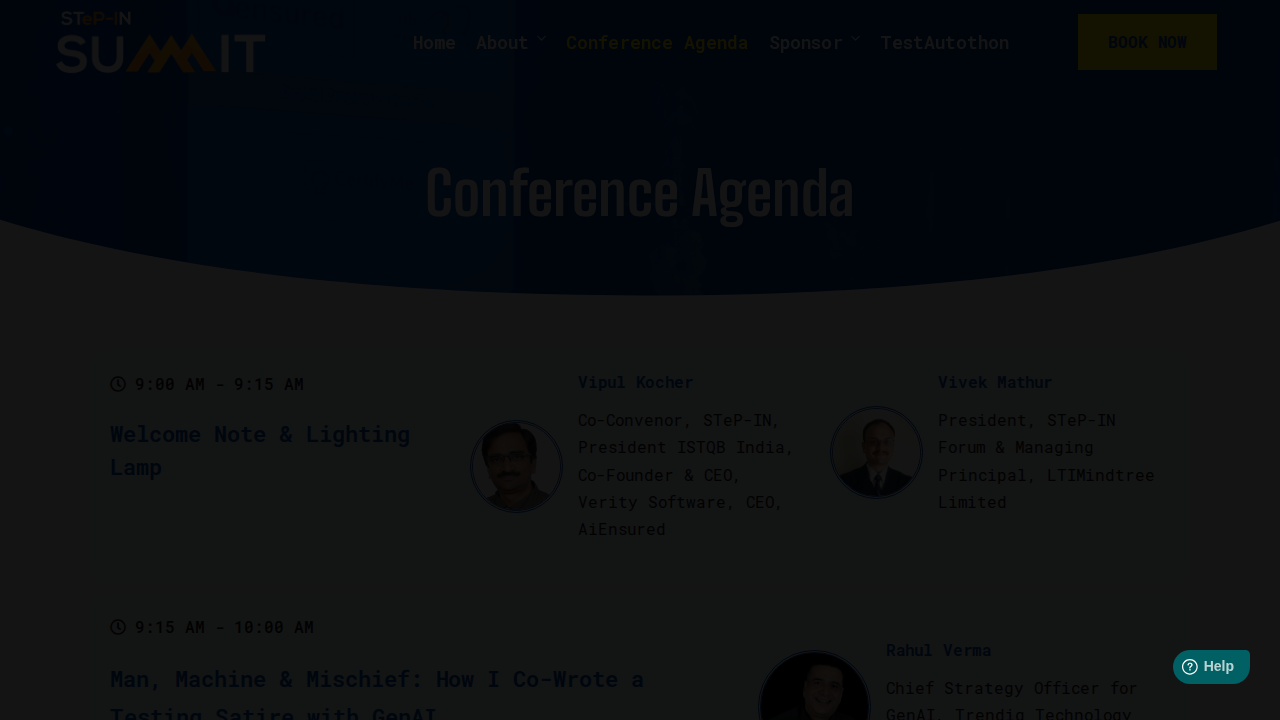 STeP-IN
SUMMIT
Home
About
Conference Agenda
Sponsor
TestAutothon
BOOK NOW
Conference Agenda
9:00 AM - 9:15 AM
Welcome Note & Lighting
Lamp
Vipul Kocher
Co-Convenor, STeP-IN,
President ISTQB India,
Co-Founder & CEO,
Verity Software, CEO,
AiEnsured
Vivek Mathur
President, STeP-IN
Forum & Managing
Principal, LTIMindtree
Limited
9:15 AM - 10:00 AM
Man, Machine & Mischief: How I Co-Wrote a
Testing Satire with GenAI
Rahul Verma
Chief Strategy Officer for
GenAI, Trendig Technology
Help